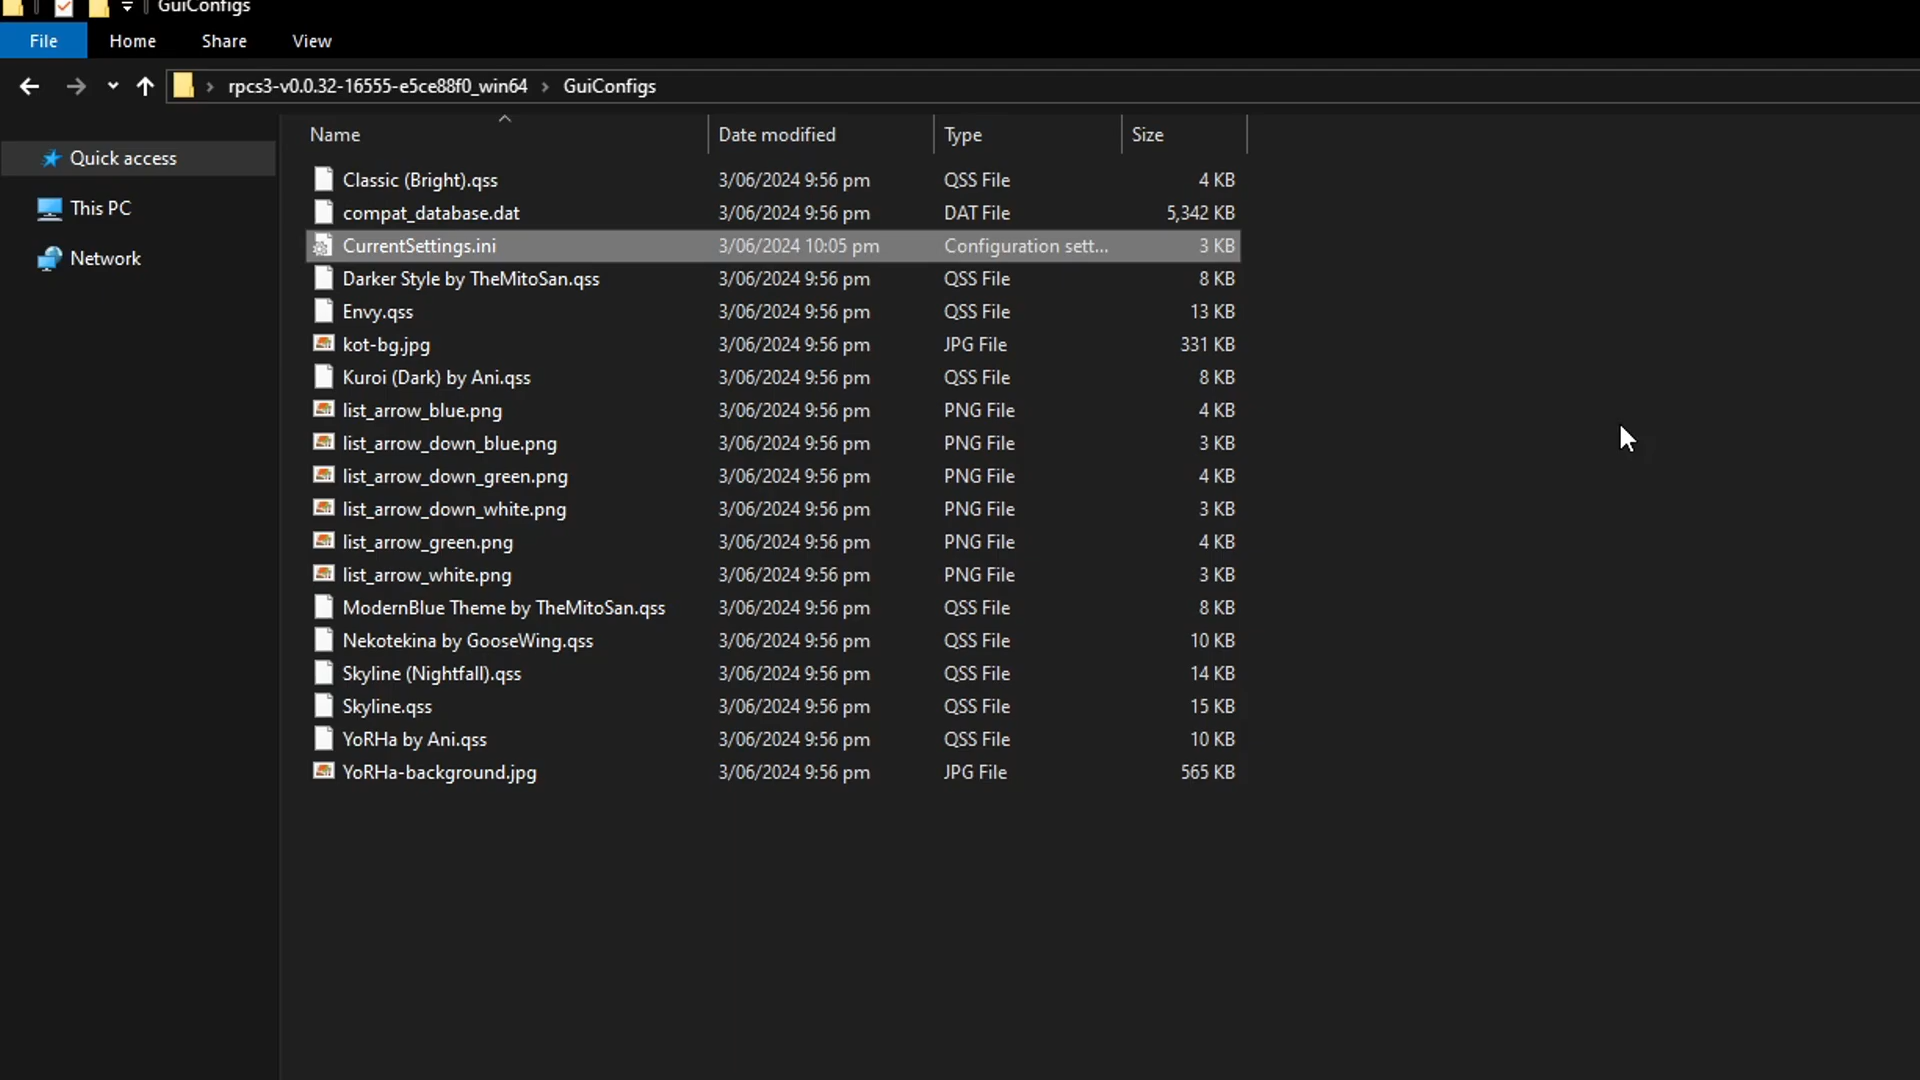 GuiConfigs
File Home Share View
rpcs3-v0.0.32-16555-e5ce88f0_win64 > GuiConfigs
Quick access
This PC
Network
Name Date modified Type Size
Classic (Bright).qss 3/06/2024 9:56 pm QSS File 4 KB
compat_database.dat 3/06/2024 9:56 pm DAT File 5,342 KB
CurrentSettings.ini 3/06/2024 10:05 pm Configuration sett... 3 KB
Darker Style by TheMitoSan.qss 3/06/2024 9:56 pm QSS File 8 KB
Envy.qss 3/06/2024 9:56 pm QSS File 13 KB
kot-bg.jpg 3/06/2024 9:56 pm JPG File 331 KB
Kuroi (Dark) by Ani.qss 3/06/2024 9:56 pm QSS File 8 KB
list_arrow_blue.png 3/06/2024 9:56 pm PNG File 4 KB
list_arrow_down_blue.png 3/06/2024 9:56 pm PNG File 3 KB
list_arrow_down_green.png 3/06/2024 9:56 pm PNG File 4 KB
list_arrow_down_white.png 3/06/2024 9:56 pm PNG File 3 KB
list_arrow_green.png 3/06/2024 9:56 pm PNG File 4 KB
list_arrow_white.png 3/06/2024 9:56 pm PNG File 3 KB
ModernBlue Theme by TheMitoSan.qss 3/06/2024 9:56 pm QSS File 8 KB
Nekotekina by GooseWing.qss 3/06/2024 9:56 pm QSS File 10 KB
Skyline (Nightfall).qss 3/06/2024 9:56 pm QSS File 14 KB
Skyline.qss 3/06/2024 9:56 pm QSS File 15 KB
YoRHa by Ani.qss 3/06/2024 9:56 pm QSS File 10 KB
YoRHa-background.jpg 3/06/2024 9:56 pm JPG File 565 KB